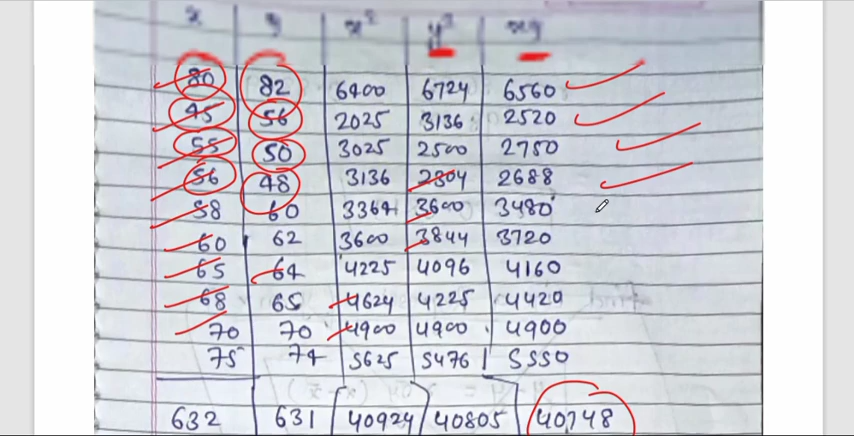 x y x² y² xy
80 82 6400 6724 6560
45 56 2025 3136 2520
55 50 3025 2500 2750
56 48 3136 2304 2688
58 60 3364 3600 3480
60 62 3600 3844 3720
65 64 4225 4096 4160
68 65 4624 4225 4420
70 70 4900 4900 4900
75 74 5625 5476 5550
632 631 40924 40805 40748